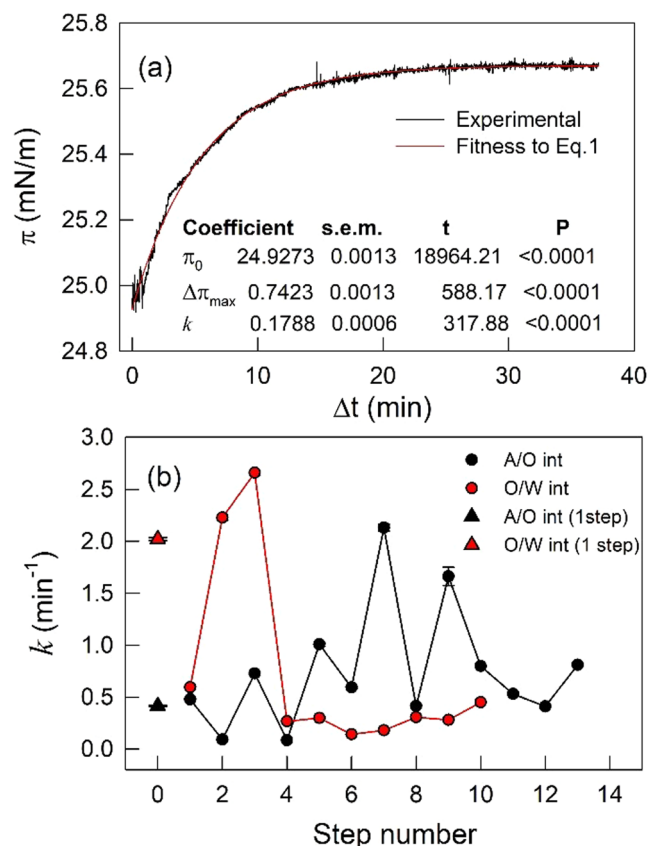 25.8
(a)
25.6
25.4
25.2
25.0
24.8
π (mN/m)
Experimental
Fitness to Eq.1
Coefficient s.e.m. t P
π0 24.9273 0.0013 18964.21 <0.0001
Δπmax 0.7423 0.0013 588.17 <0.0001
k 0.1788 0.0006 317.88 <0.0001
0 10 20 30 40
Δt (min)
3.0
(b)
2.5
2.0
1.5
1.0
0.5
0.0
k (min-1)
A/O int
O/W int
A/O int (1step)
O/W int (1 step)
0 2 4 6 8 10 12 14
Step number